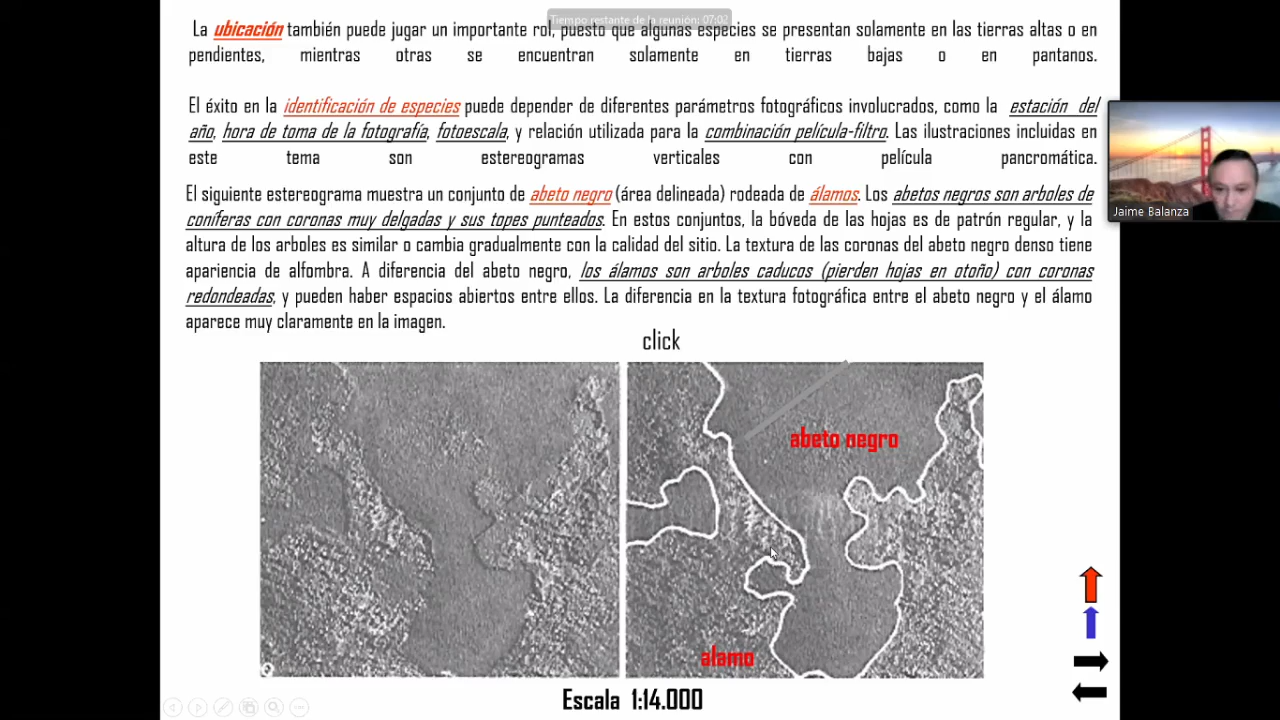 Tiempo restante de la reunión: 07:02
La ubicación también puede jugar un importante rol, puesto que algunas especies se presentan solamente en las tierras altas o en
pendientes, mientras otras se encuentran solamente en tierras bajas o en pantanos.
El éxito en la identificación de especies puede depender de diferentes parámetros fotográficos involucrados, como la estación del
año, hora de toma de la fotografía, fotoescala, y relación utilizada para la combinación película-filtro. Las ilustraciones incluidas en
este tema son estereogramas verticales con película pancromática.
Jaime Balanza
El siguiente estereograma muestra un conjunto de abeto negro (área delineada) rodeada de álamos. Los abetos negros son arboles de
coníferas con coronas muy delgadas y sus topes punteados. En estos conjuntos, la bóveda de las hojas es de patrón regular, y la
altura de los arboles es similar o cambia gradualmente con la calidad del sitio. La textura de las coronas del abeto negro denso tiene
apariencia de alfombra. A diferencia del abeto negro, los álamos son arboles caducos (pierden hojas en otoño) con coronas
redondeadas, y pueden haber espacios abiertos entre ellos. La diferencia en la textura fotográfica entre el abeto negro y el álamo
aparece muy claramente en la imagen.
click
abeto negro
alamo
Escala 1:14.000